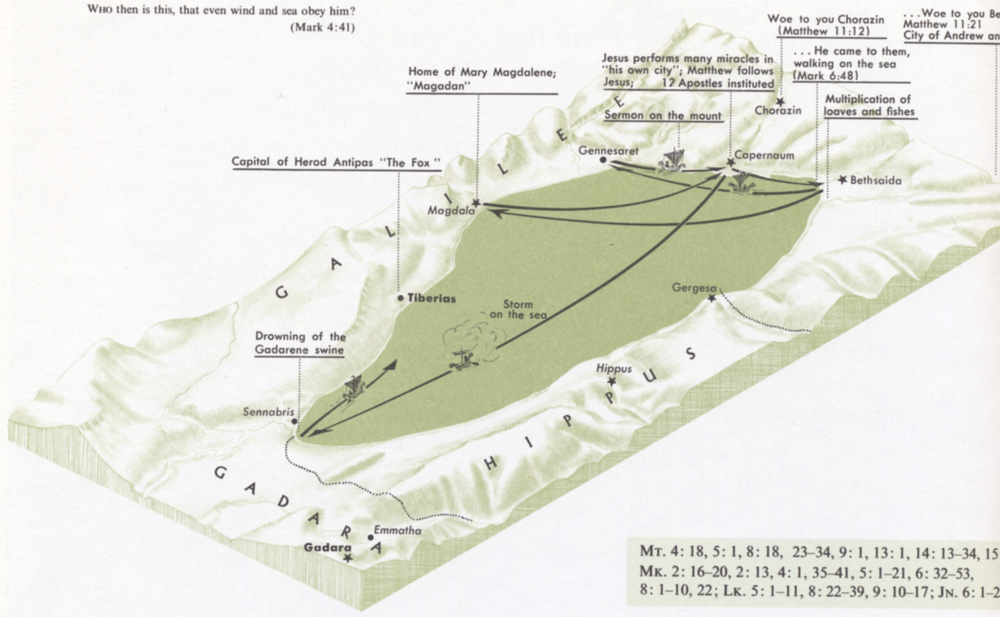 WHO then is this, that even wind and sea obey him?
(Mark 4:41)
Woe to you Chorazin
(Matthew 11:12)
...Woe to you Be
Matthew 11:21
City of Andrew an
...He came to them,
walking on the sea
(Mark 6:48)
Jesus performs many miracles in
"his own city"; Matthew follows
Jesus; 12 Apostles instituted
Home of Mary Magdalene;
"Magadan"
Multiplication of
loaves and fishes
Sermon on the mount
Chorazin
Capital of Herod Antipas "The Fox"
Gennesaret
Capernaum
Bethsaida
Magdala
GALILEE
Tiberias
Gergesa
Storm
on the sea
Drowning of the
Gadarene swine
Hippus
Sennabris
HIPPUS
GADARA
Emmatha
Gadara
MT. 4: 18, 5: 1, 8: 18, 23–34, 9: 1, 13: 1, 14: 13–34, 15
MK. 2: 16–20, 2: 13, 4: 1, 35–41, 5: 1–21, 6: 32–53,
8: 1–10, 22; LK. 5: 1–11, 8: 22–39, 9: 10–17; JN. 6: 1–2